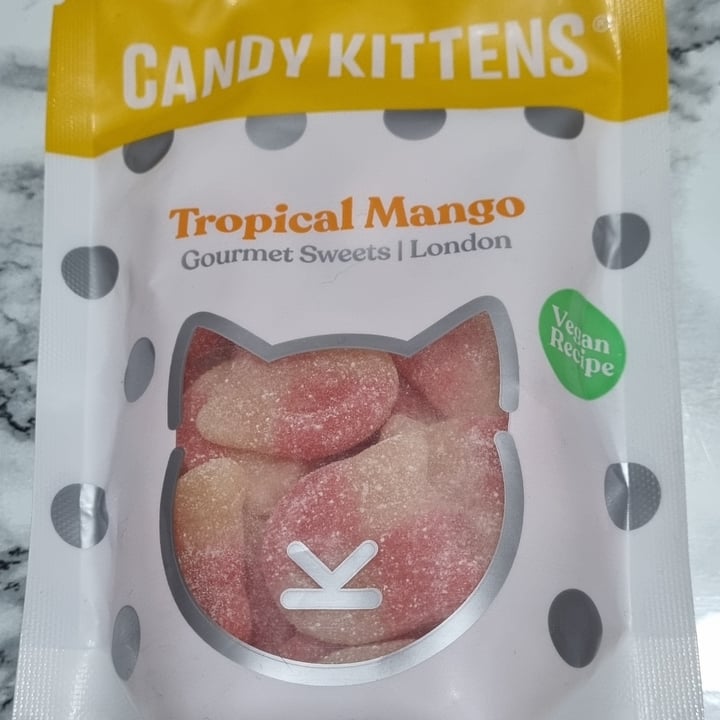 CANDY KITTENS®
Tropical Mango
Gourmet Sweets | London
Vegan
Recipe
K